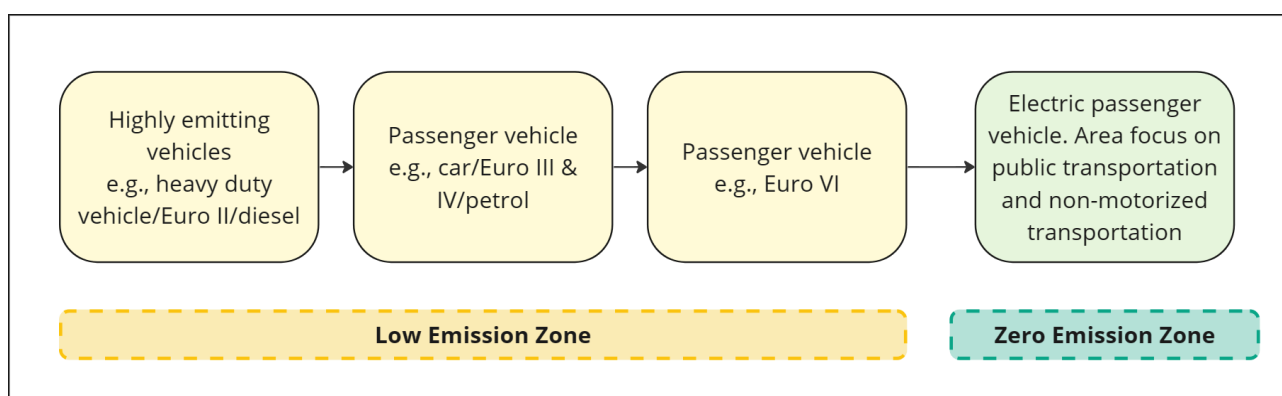 Highly emitting
vehicles
e.g., heavy duty
vehicle/Euro II/diesel
Passenger vehicle
e.g., car/Euro III &
IV/petrol
Passenger vehicle
e.g., Euro VI
Electric passenger
vehicle. Area focus on
public transportation
and non-motorized
transportation
Low Emission Zone
Zero Emission Zone